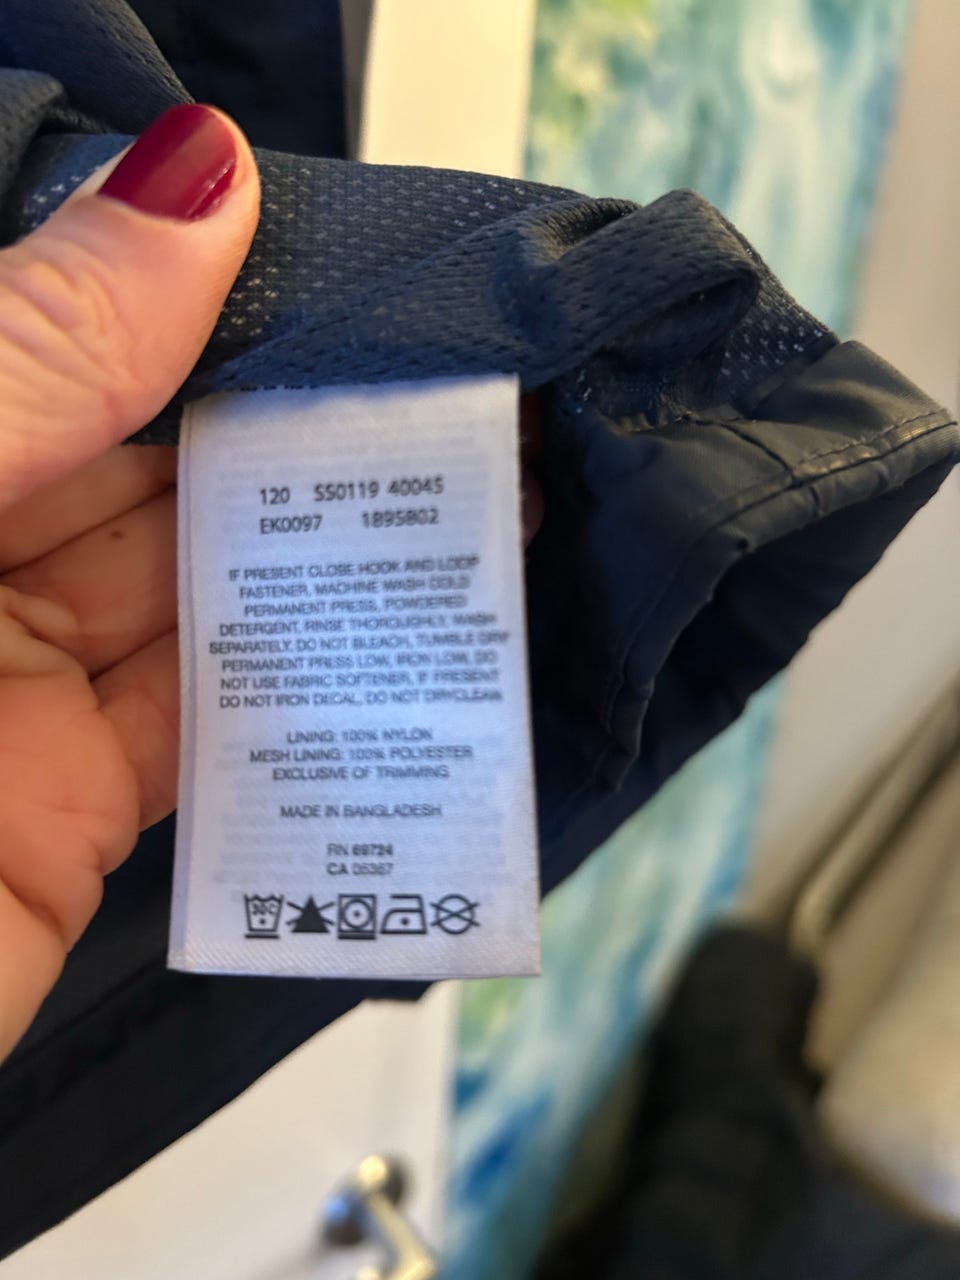 120 SS0119 40045
EK0097 1895802
IF PRESENT CLOSE HOOK AND LOOP
FASTENER, MACHINE WASH COLD
PERMANENT PRESS, POWDERED
DETERGENT, RINSE THOROUGHLY, WASH
SEPARATELY, DO NOT BLEACH, TUMBLE DRY
PERMANENT PRESS LOW, IRON LOW, DO
NOT USE FABRIC SOFTENER, IF PRESENT
DO NOT IRON DECAL, DO NOT DRYCLEAN
LINING: 100% NYLON
MESH LINING: 100% POLYESTER
EXCLUSIVE OF TRIMMING
MADE IN BANGLADESH
RN 69724
CA 05367
30C